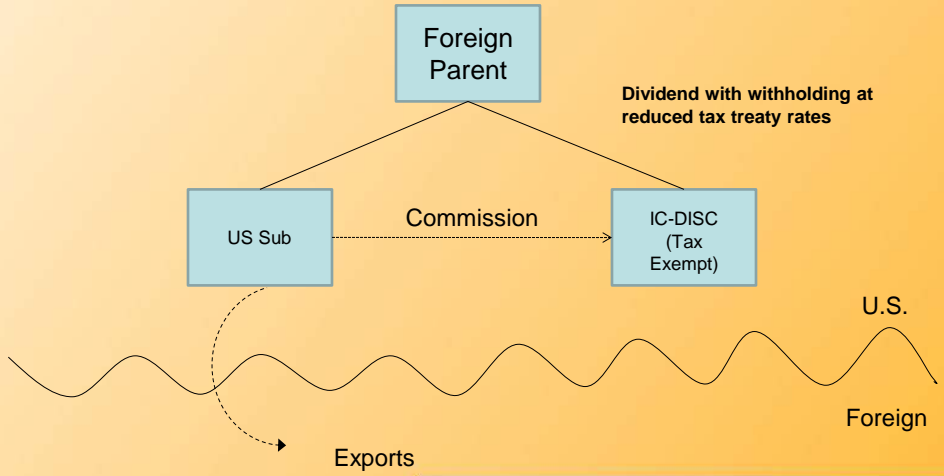 Foreign
Parent
Dividend with withholding at
reduced tax treaty rates
US Sub
Commission
IC-DISC
(Tax
Exempt)
U.S.
Foreign
Exports